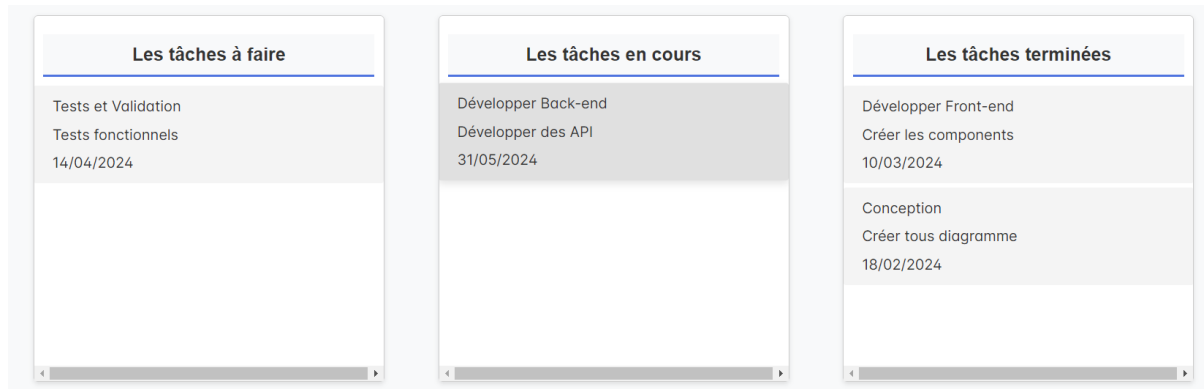 Les tâches à faire
Tests et Validation
Tests fonctionnels
14/04/2024
Les tâches en cours
Développer Back-end
Développer des API
31/05/2024
Les tâches terminées
Développer Front-end
Créer les components
10/03/2024
Conception
Créer tous diagramme
18/02/2024